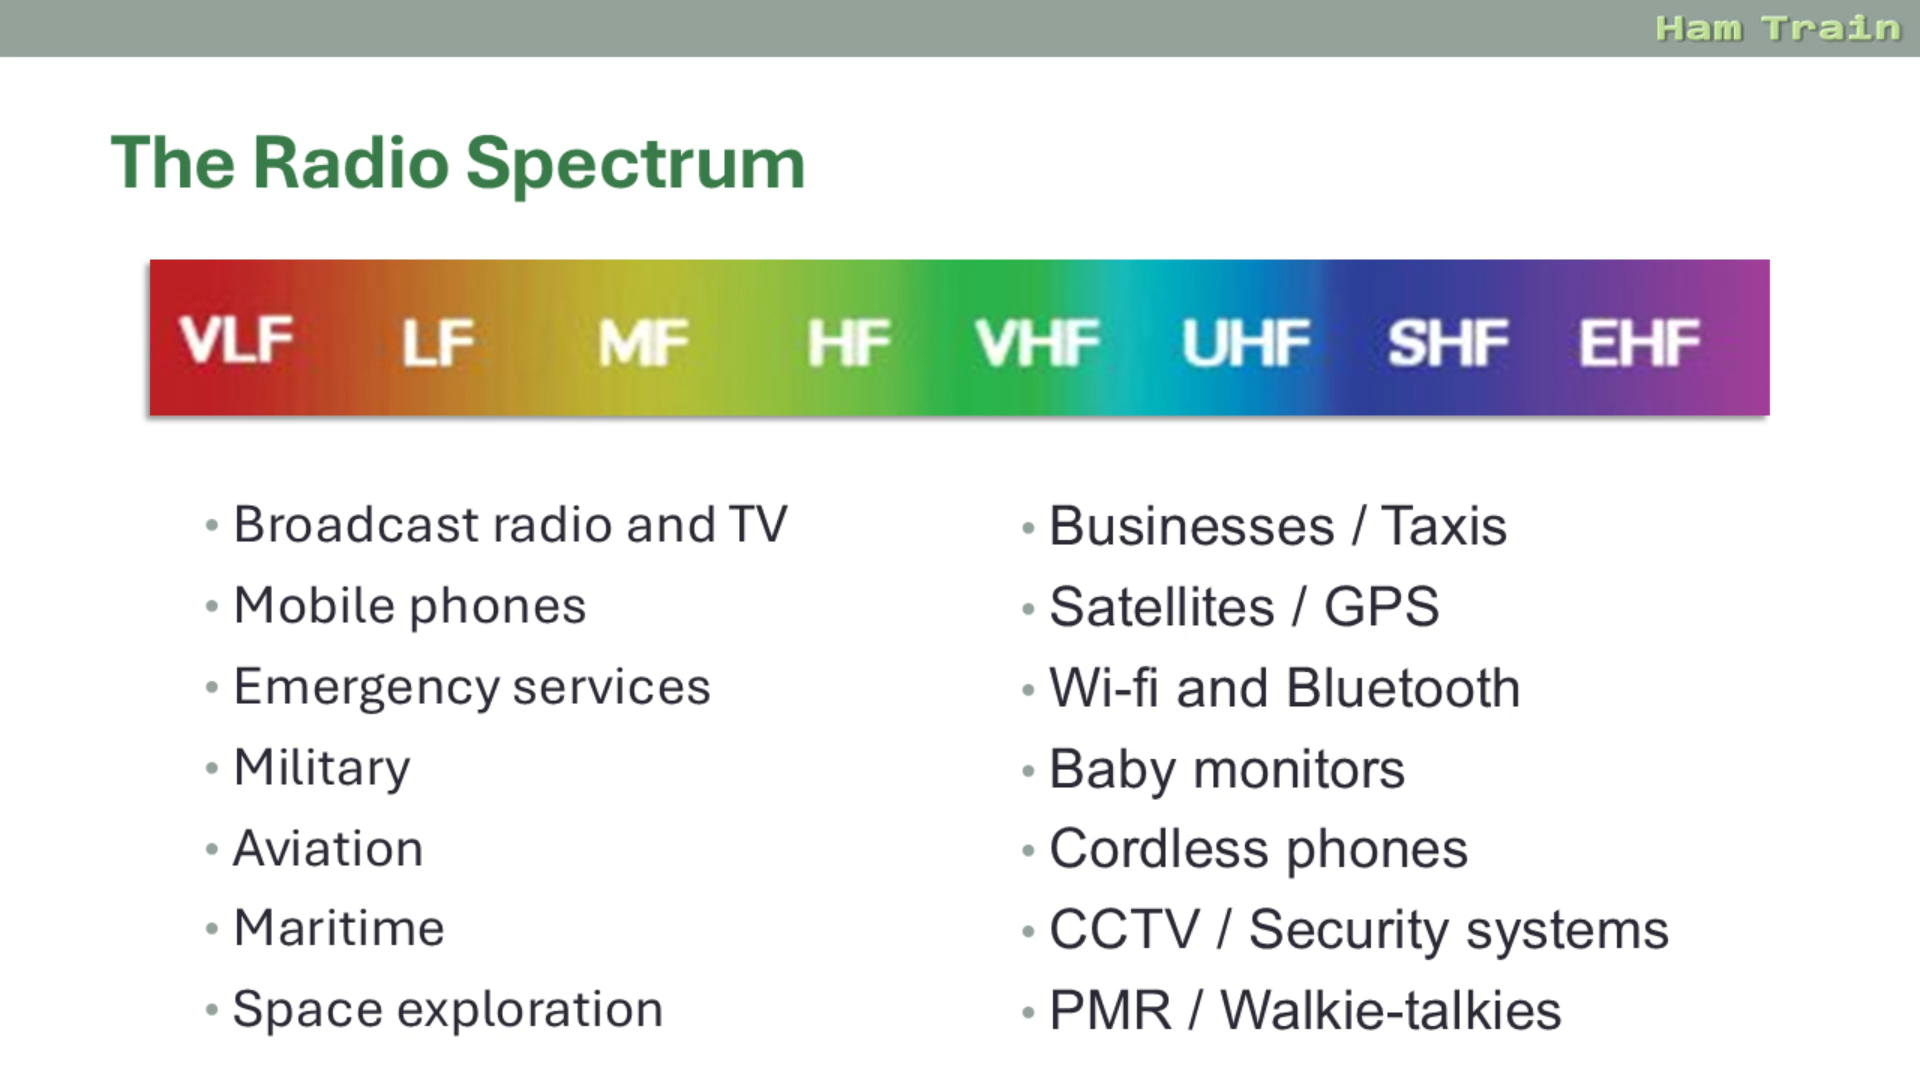 Ham Train
The Radio Spectrum
VLF LF MF HF VHF UHF SHF EHF
• Broadcast radio and TV
• Mobile phones
• Emergency services
• Military
• Aviation
• Maritime
• Space exploration
• Businesses / Taxis
• Satellites / GPS
• Wi-fi and Bluetooth
• Baby monitors
• Cordless phones
• CCTV / Security systems
• PMR / Walkie-talkies